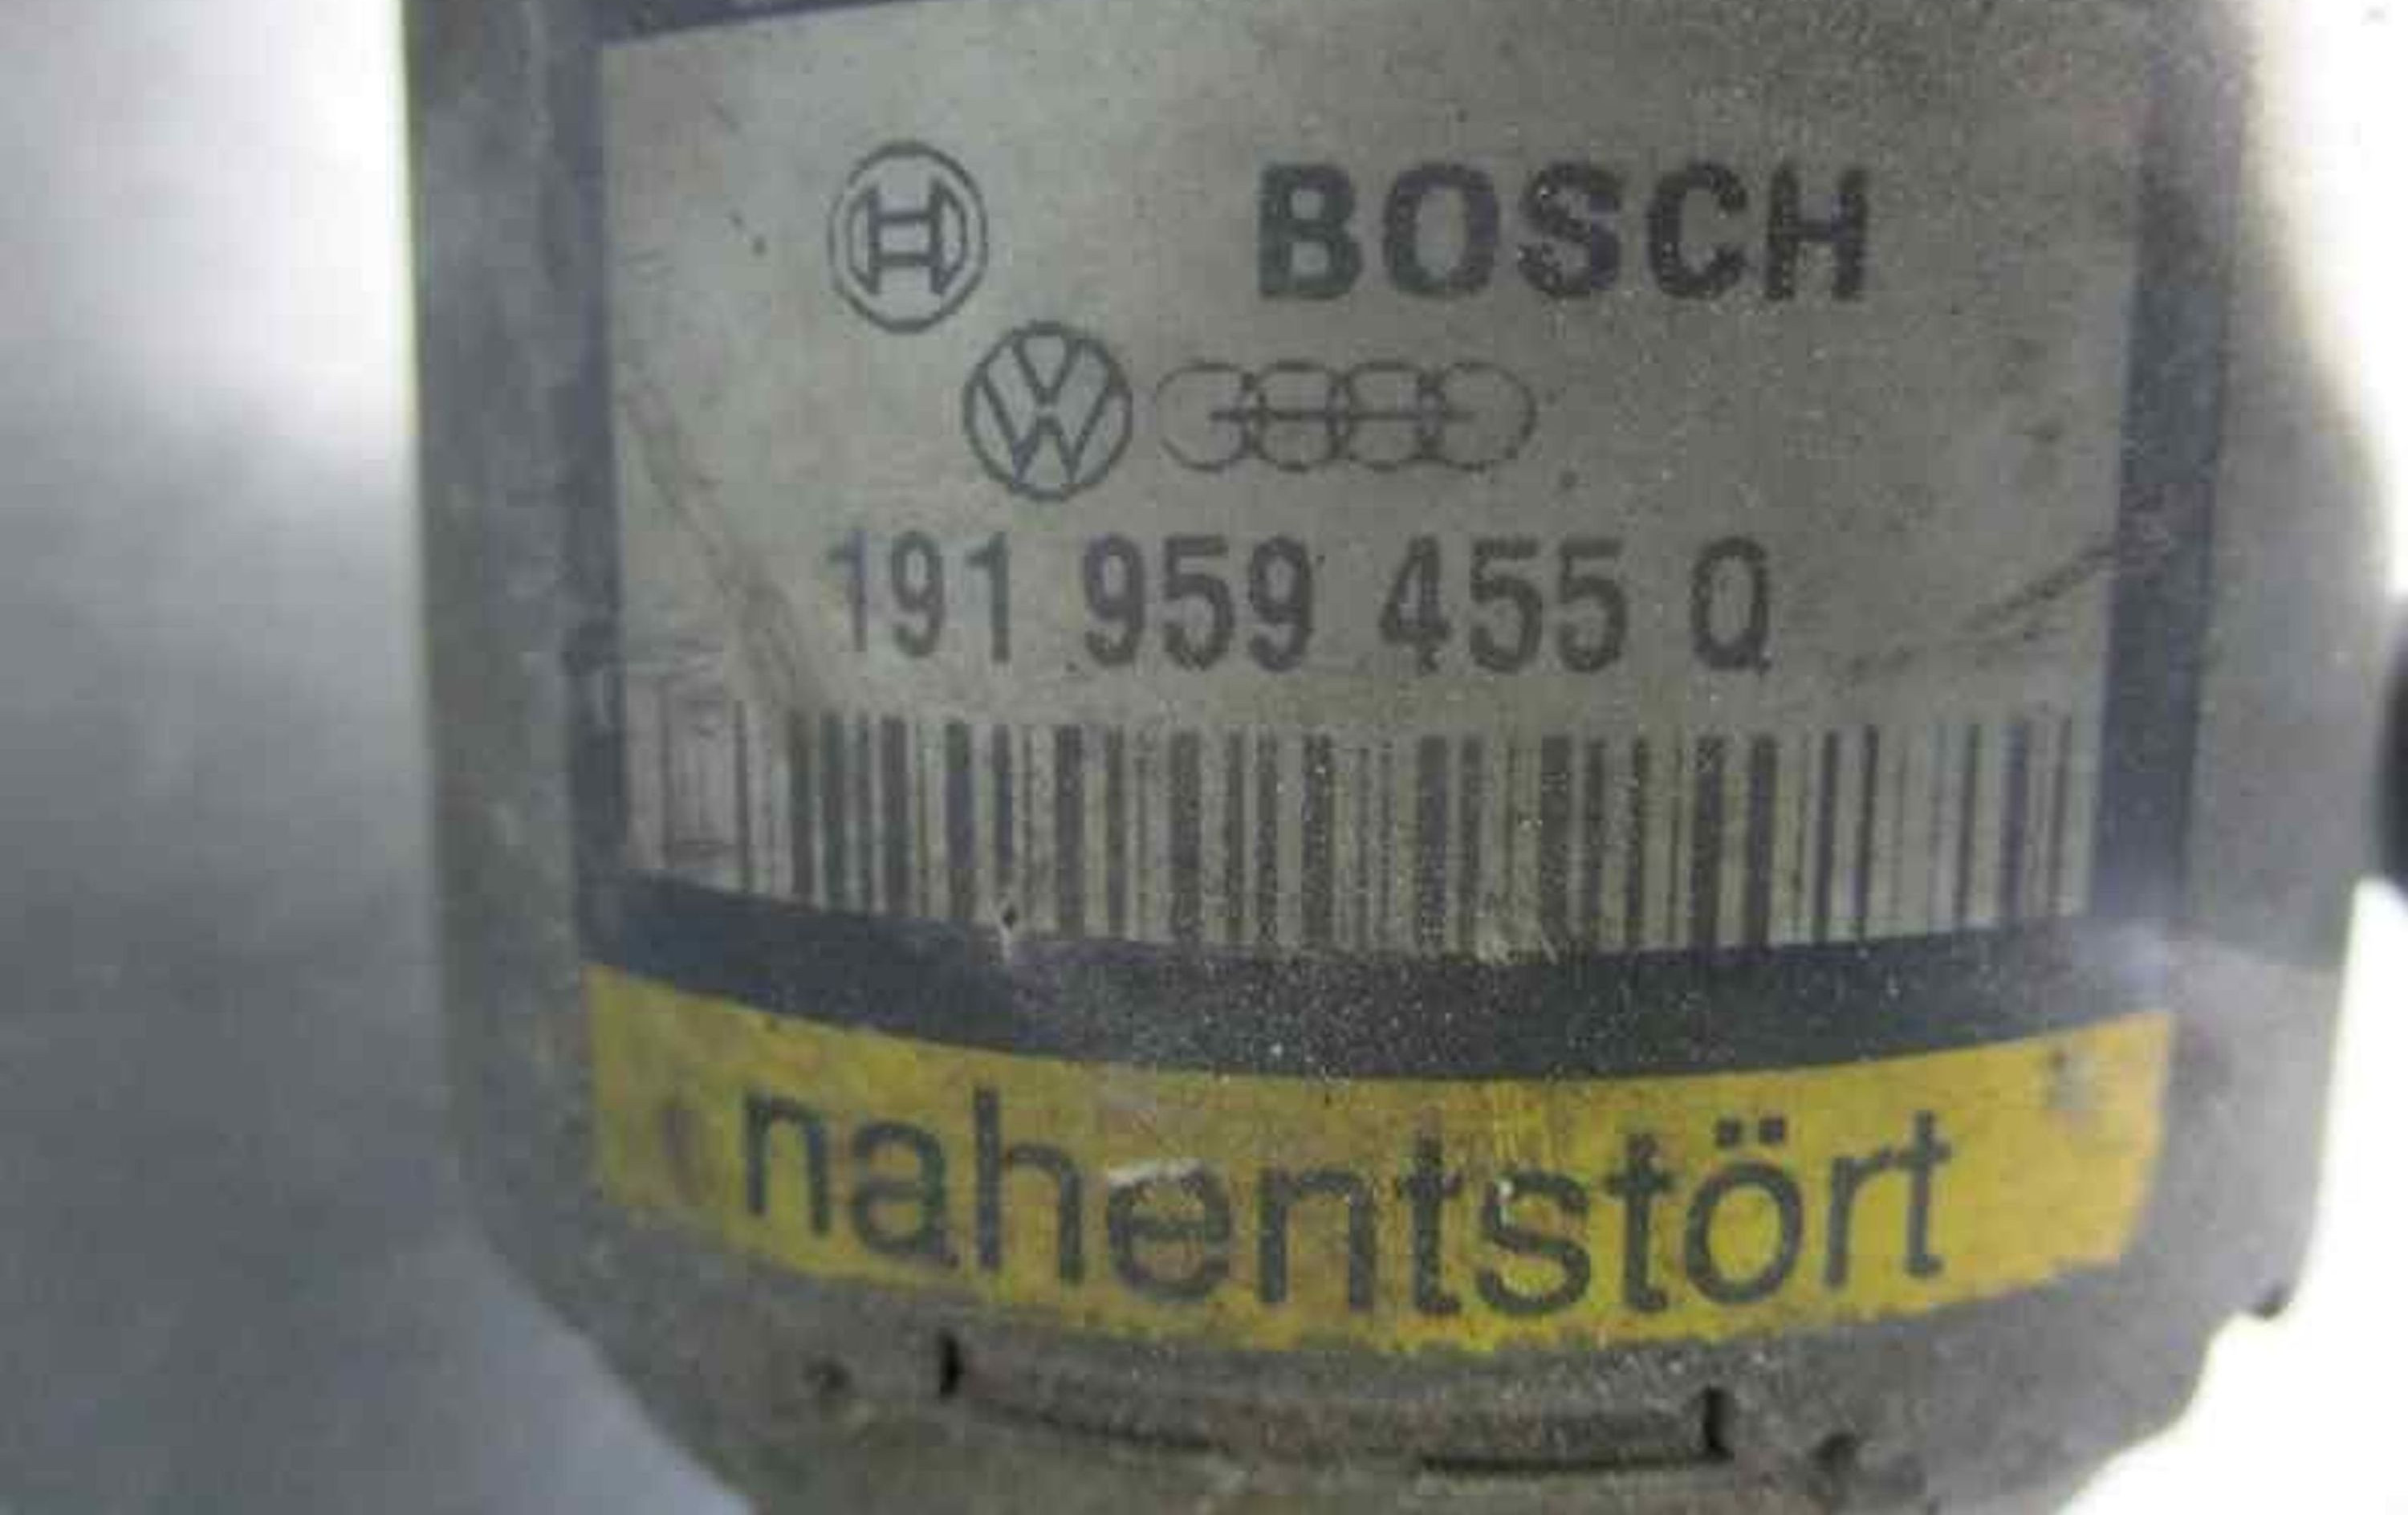 BOSCH
191 959 455 Q
nahentstört